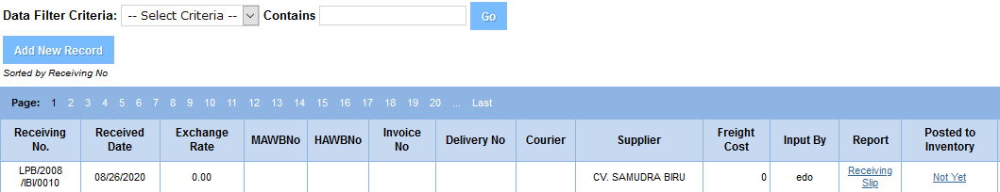 Data Filter Criteria: -- Select Criteria -- Contains Go
Add New Record
Sorted by Receiving No
Page: 1 2 3 4 5 6 7 8 9 10 11 12 13 14 15 16 17 18 19 20 ... Last
Receiving No. Received Date Exchange Rate MAWBNo HAWBNo Invoice No Delivery No Courier Supplier Freight Cost Input By Report Posted to Inventory
LPB/2008/IBI/0010 08/26/2020 0.00 CV. SAMUDRA BIRU 0 edo Receiving Slip Not Yet